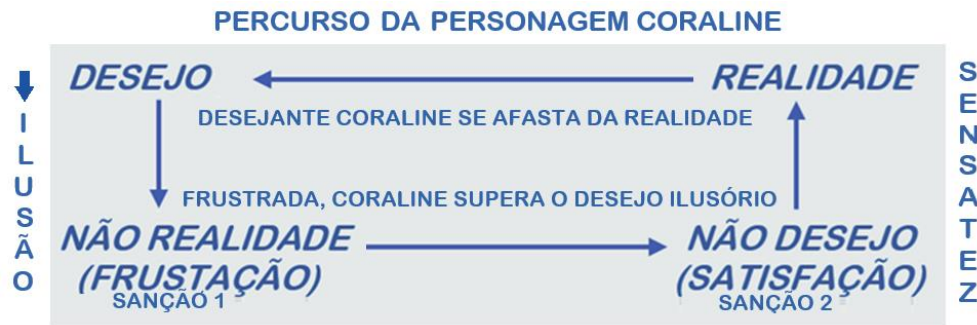 PERCURSO DA PERSONAGEM CORALINE
DESEJO
REALIDADE
DESEJANTE CORALINE SE AFASTA DA REALIDADE
FRUSTRADA, CORALINE SUPERA O DESEJO ILUSÓRIO
NÃO REALIDADE
(FRUSTAÇÃO)
SANÇÃO 1
NÃO DESEJO
(SATISFAÇÃO)
SANÇÃO 2
ILUSÃO
SENSATEZ